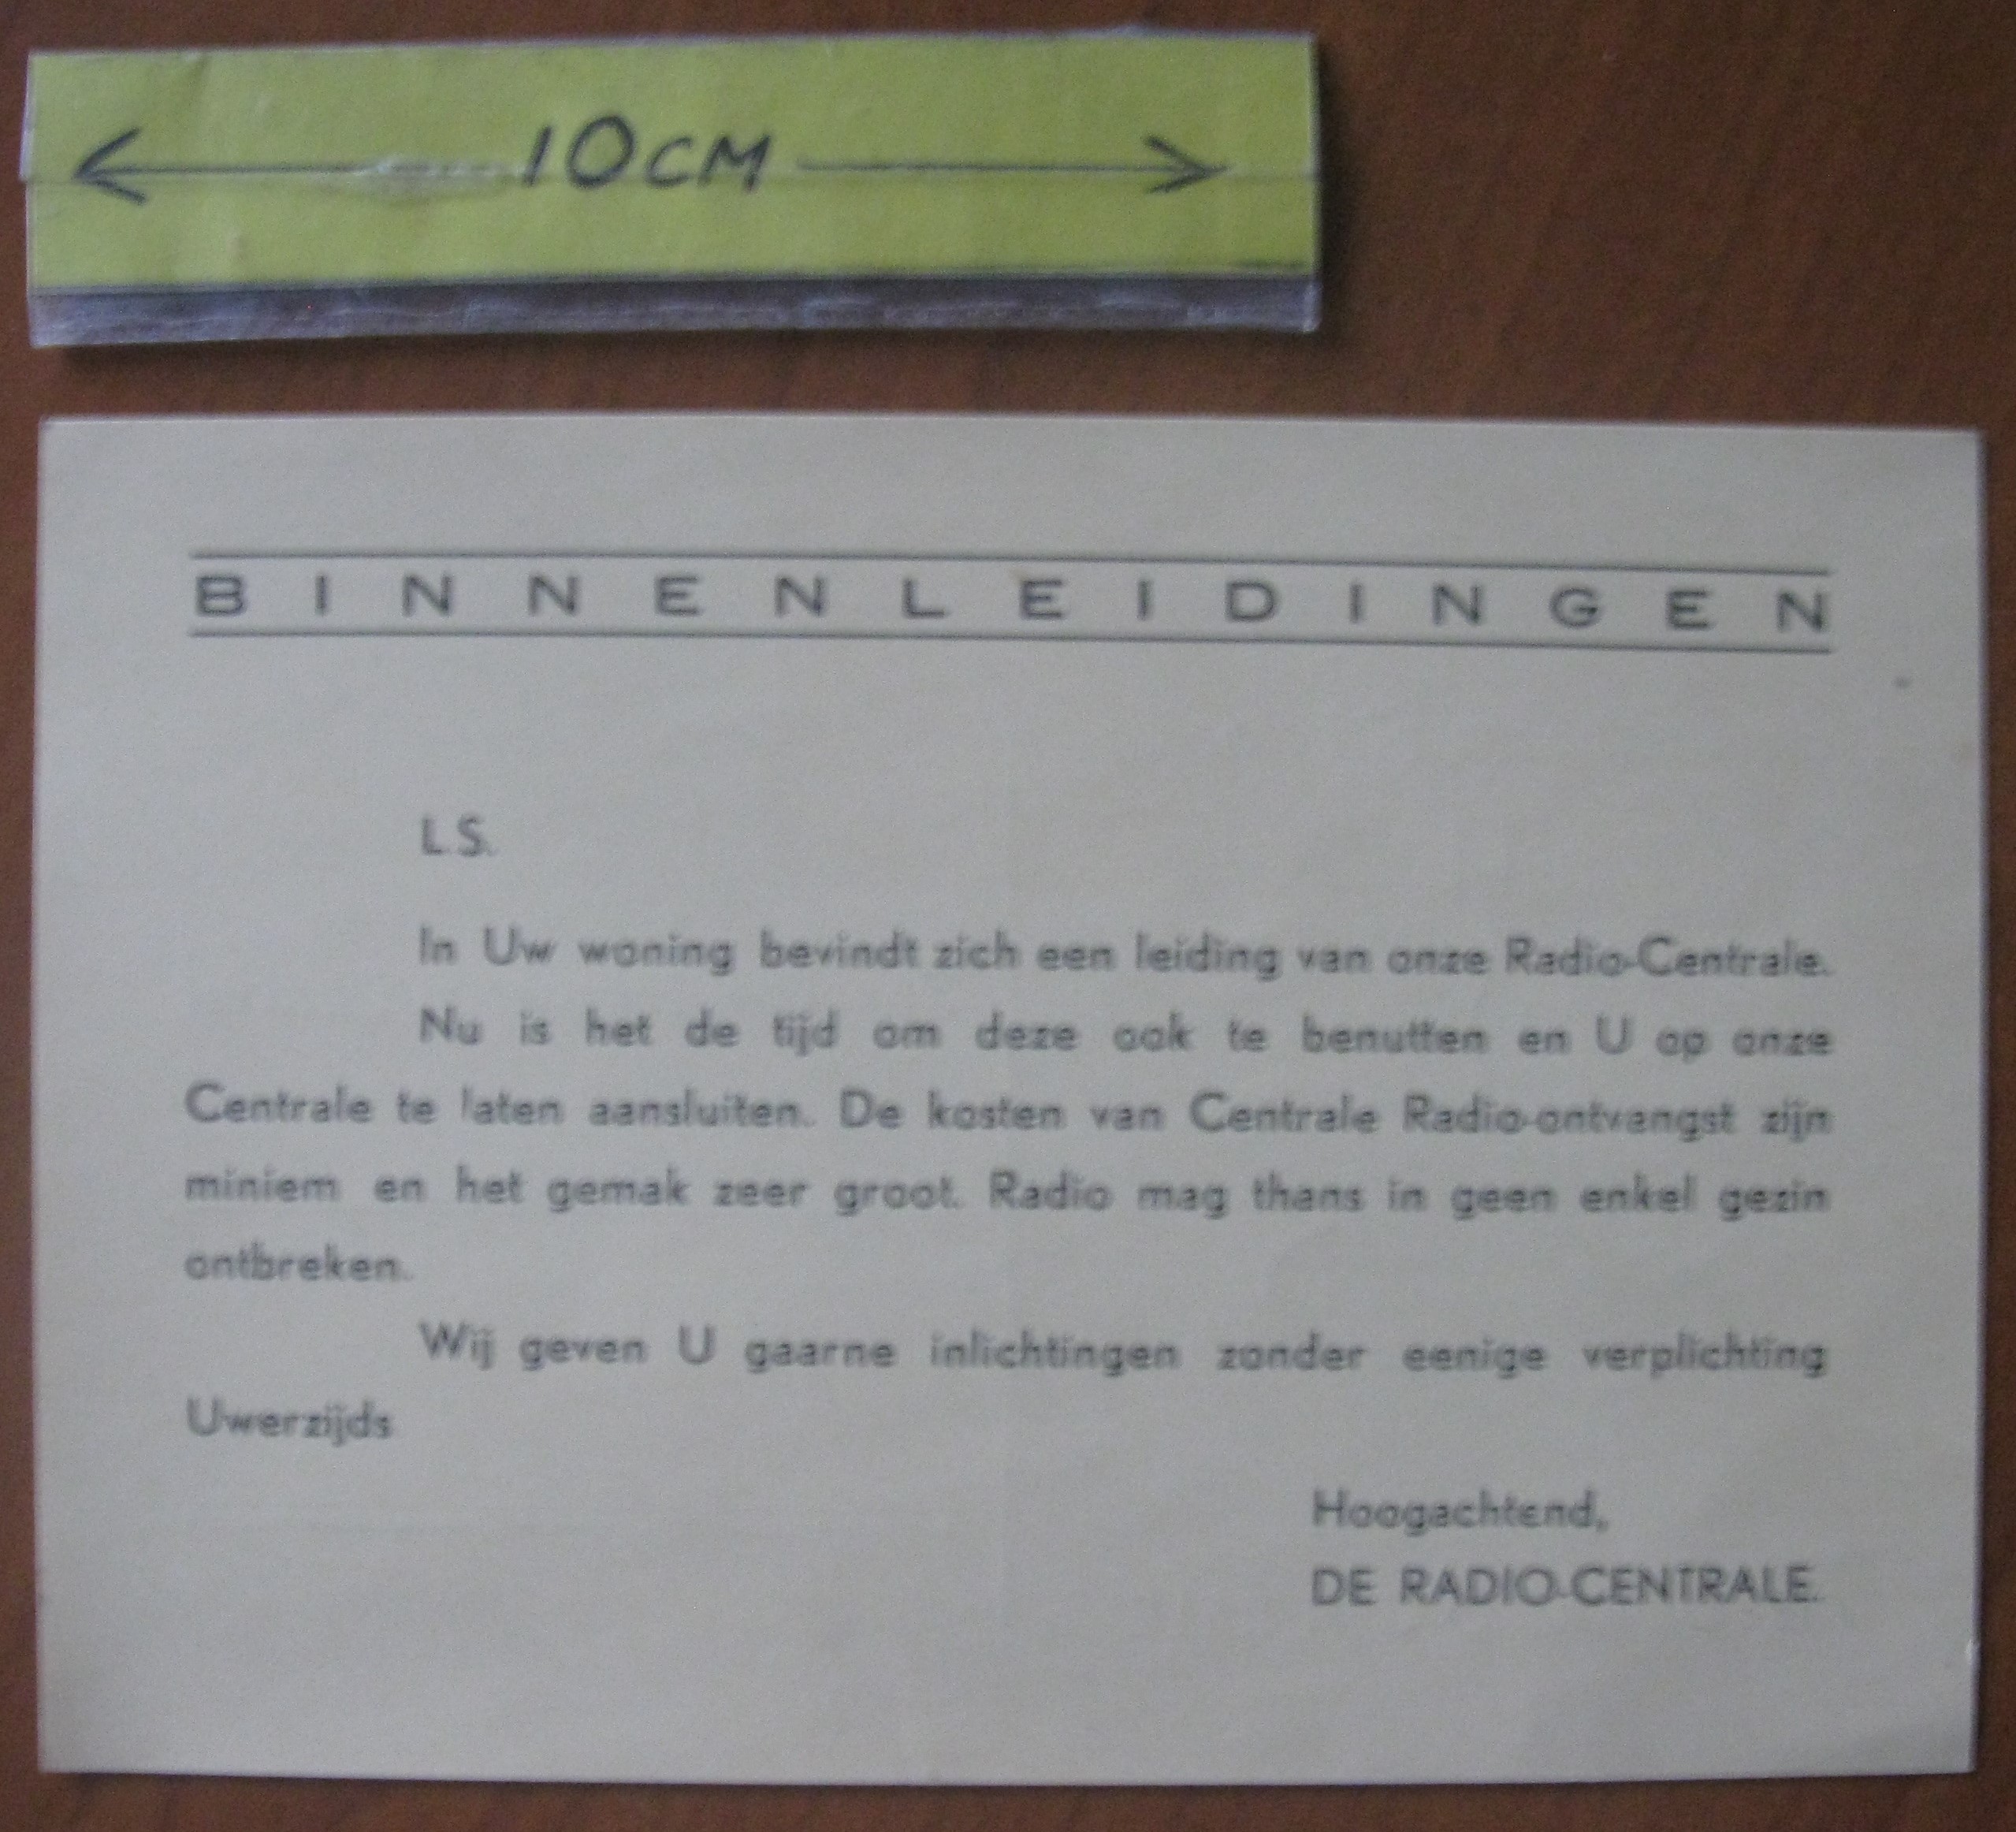 10CM
BINNENLEIDINGEN
L.S.
In Uw woning bevindt zich een leiding van onze Radio-Centrale.
Nu is het de tijd om deze ook te benutten en U op onze
Centrale te laten aansluiten. De kosten van Centrale Radio-ontvangst zijn
miniem en het gemak zeer groot. Radio mag thans in geen enkel gezin
ontbreken.
Wij geven U gaarne inlichtingen zonder eenige verplichting
Uwerzijds
Hoogachtend,
DE RADIO-CENTRALE.